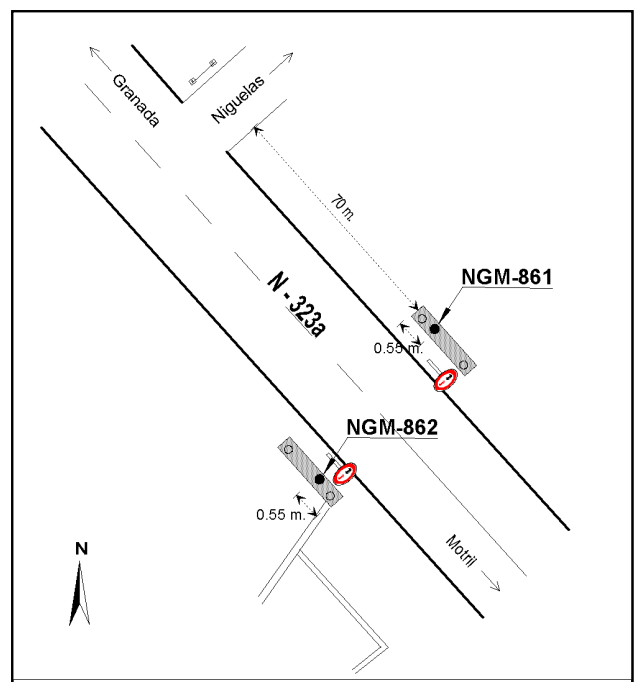 Granada
Niguelas
70 m.
NGM-861
N - 323a
0.55 m.
NGM-862
0.55 m.
Motril
N